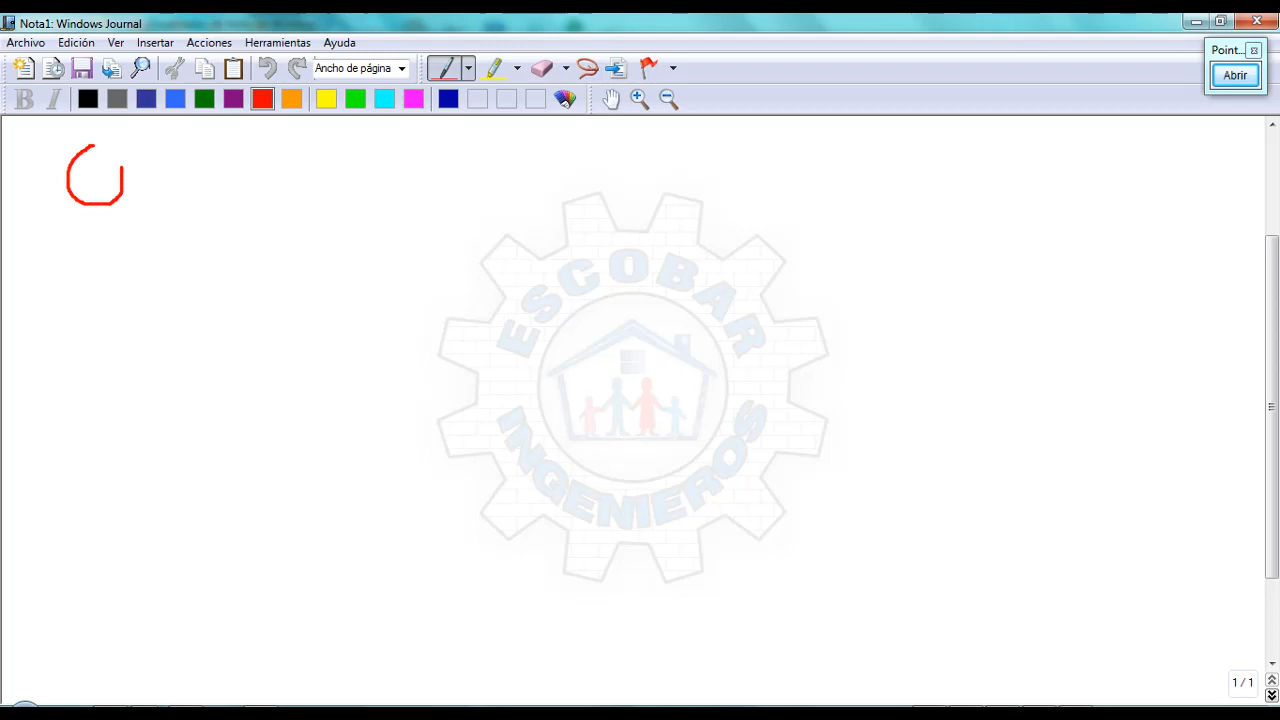 Nota1: Windows Journal
Archivo Edición Ver Insertar Acciones Herramientas Ayuda
Point...
Ancho de página
Abrir
B I
ESCOBAR
INGENIEROS
1 / 1